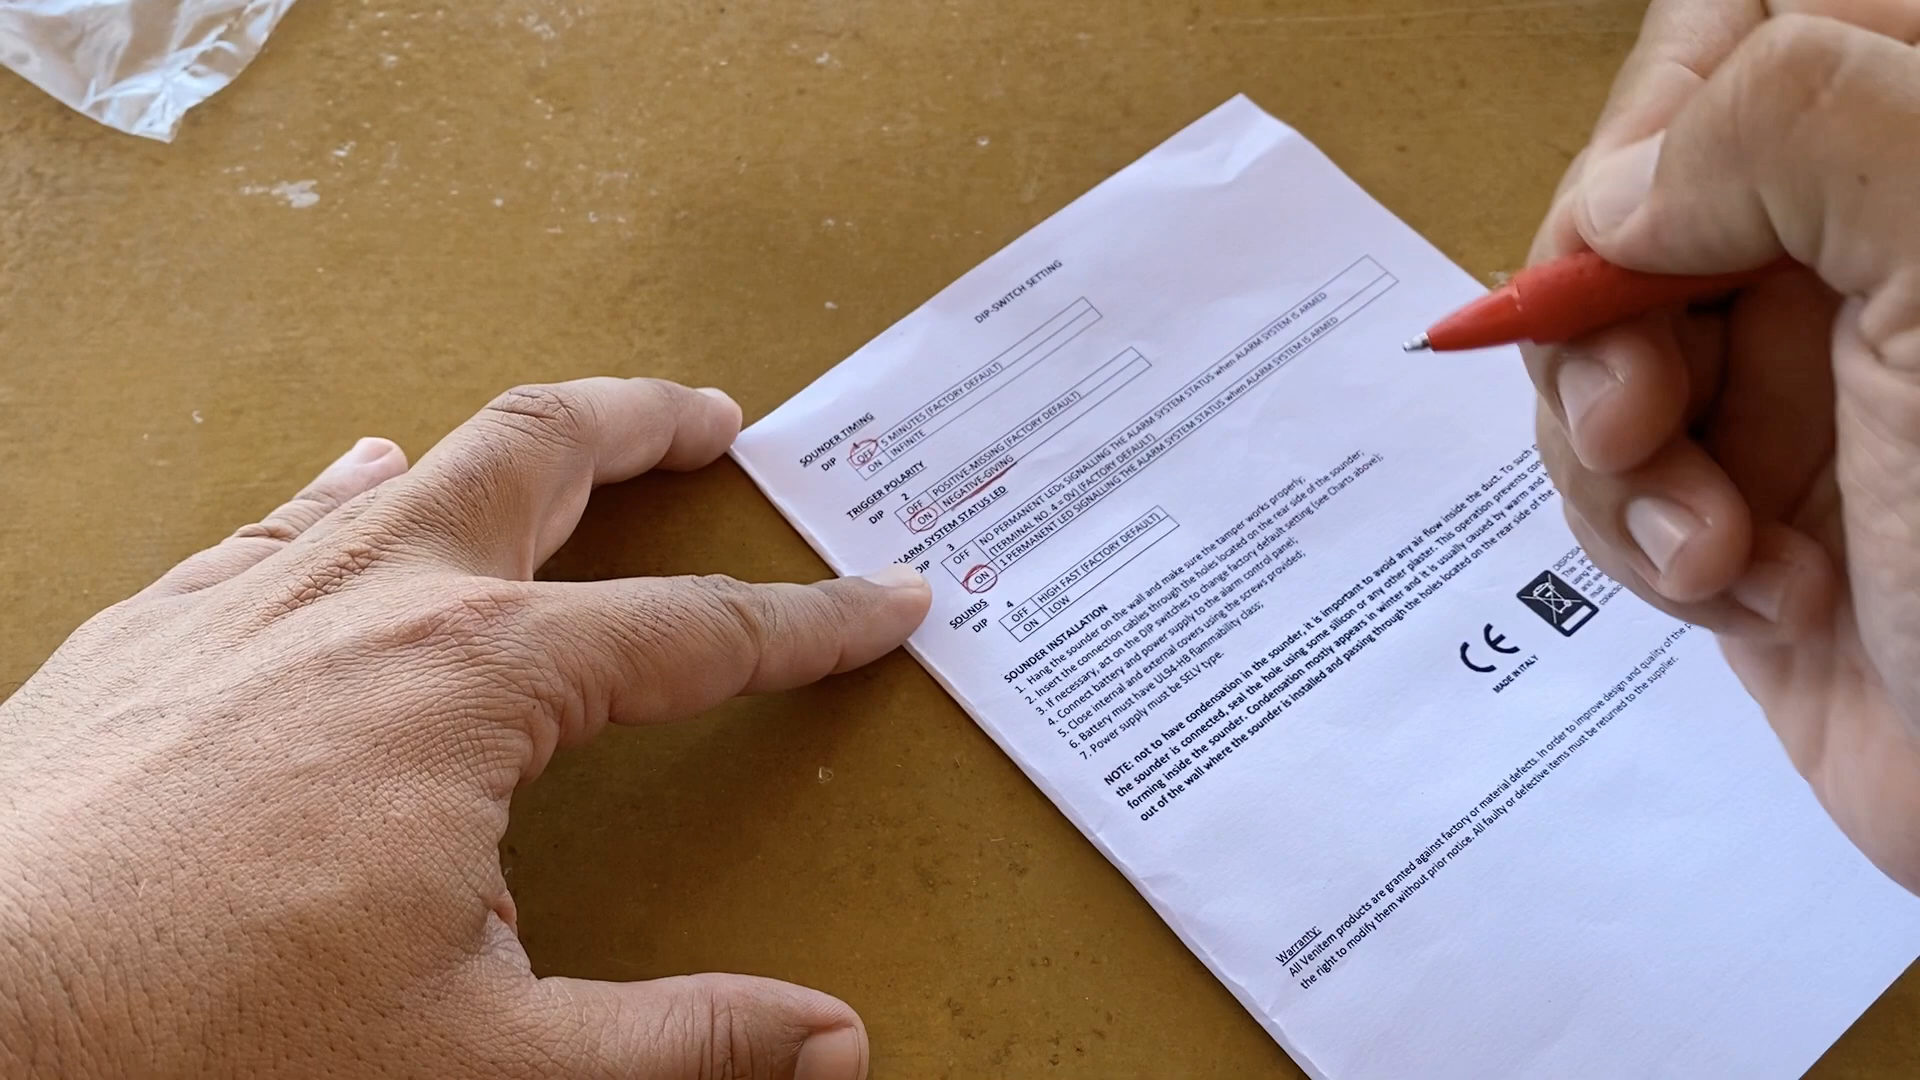 DIP-SWITCH SETTING
SOUNDER TIMING
DIP
OFF 5 MINUTES (FACTORY DEFAULT)
ON INFINITE
TRIGGER POLARITY
DIP 2
OFF POSITIVE-MISSING (FACTORY DEFAULT)
ON NEGATIVE-GIVING
ALARM SYSTEM STATUS LED
DIP 3
OFF NO PERMANENT LEDs SIGNALLING THE ALARM SYSTEM STATUS when ALARM SYSTEM IS ARMED
(TERMINAL NO. 4 = 0V) (FACTORY DEFAULT)
ON 1 PERMANENT LED SIGNALLING THE ALARM SYSTEM STATUS when ALARM SYSTEM IS ARMED
SOUNDS
DIP 4
OFF HIGH FAST (FACTORY DEFAULT)
ON LOW
SOUNDER INSTALLATION
1. Hang the sounder on the wall and make sure the tamper works properly;
2. Insert the connection cables through the holes located on the rear side of the sounder;
3. If necessary, act on the DIP switches to change factory default setting (see Charts above);
4. Connect battery and power supply to the alarm control panel;
5. Close internal and external covers using the screws provided;
6. Battery must have UL94-HB flammability class;
7. Power supply must be SELV type.
NOTE: not to have condensation in the sounder, it is important to avoid any air flow inside the duct. To such
the sounder is connected, seal the hole using some silicon or any other plaster. This operation prevents
forming inside the sounder. Condensation mostly appears in winter and it is usually caused by warm and
out of the wall where the sounder is installed and passing through the holes located on the rear side of the
CE
MADE IN ITALY
Warranty:
All Venitem products are granted against factory or material defects. In order to improve design and quality of the
the right to modify them without prior notice. All faulty or defective items must be returned to the supplier.